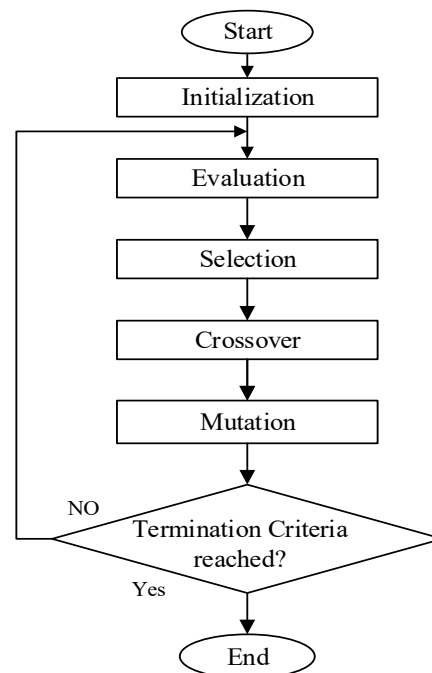 Start
Initialization
Evaluation
Selection
Crossover
Mutation
NO
Termination Criteria
reached?
Yes
End